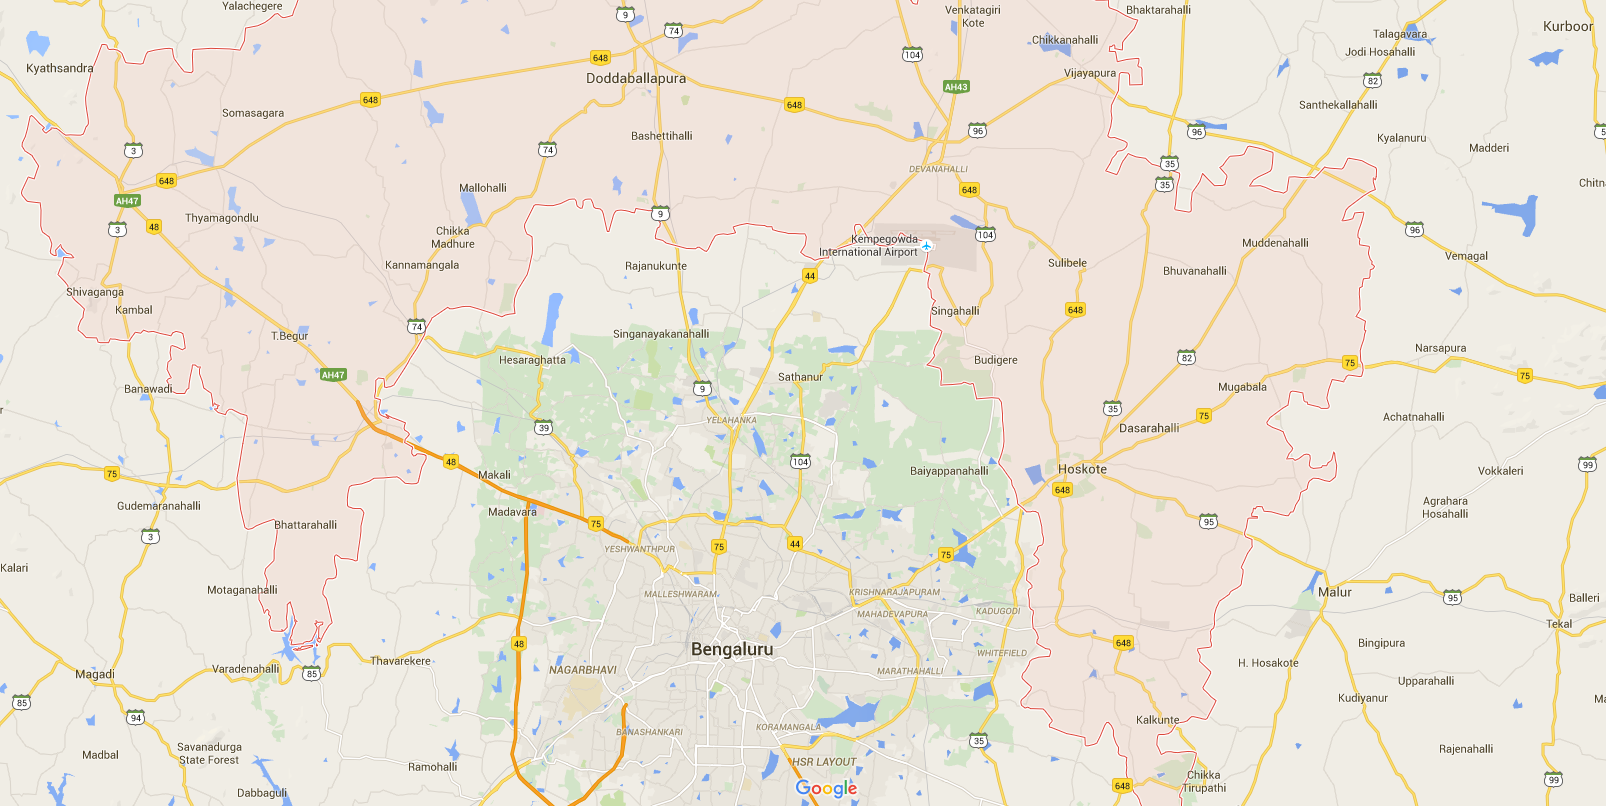 Yalachegere
9
74
Venkatagiri
Kote
Bhaktarahalli
Kurboor
Talagavara
Jodi Hosahalli
Chikkanahalli
104
Kyathsandra
648
Doddaballapura
Vijayapura
82
AH43
648
648
Santhekallahalli
Somasagara
Bashettihalli
96
96
5
Kyalanuru
Madderi
3
74
DEVANAHALLI
35
648
35
648
Chitn
Mallohalli
AH47
Thyamagondlu
48
3
9
Chikka
Madhure
104
96
Kempegowda
International Airport
Muddenahalli
Vemagal
Kannamangala
Rajanukunte
44
Sulibele
Bhuvanahalli
Shivaganga
Kambal
Singahalli
648
Vokkaleri
T.Begur
74
Singanayakanahalli
Hesaraghatta
Budigere
82
Narsapura
75
75
AH47
Banawadi
Sathanur
9
Mugabala
r
35
75
Achatnahalli
39
YELAHANKA
Dasarahalli
48
104
Makali
Baiyappanahalli
Hoskote
99
75
648
Gudemaranahalli
Madavara
Agrahara
Hosahalli
Bhattarahalli
75
95
3
75
44
YESHWANTHPUR
75
Kalari
Motaganahalli
MALLESHWARAM
KRISHNARAJAPURAM
Malur
95
Balleri
MAHADEVAPURA
KADUGODI
Tekal
48
Bengaluru
648
Bingipura
WHITEFIELD
Thavarekere
Varadenahalli
H. Hosakote
Magadi
85
NAGARBHAVI
MARATHAHALLI
Upparahalli
85
Kudiyanur
94
Kalkunte
KORAMANGALA
BANASHANKARI
35
Savanadurga
State Forest
Madbal
Rajenahalli
Ramohalli
HSR LAYOUT
Chikka
Tirupathi
99
648
Dabbaguli
Google